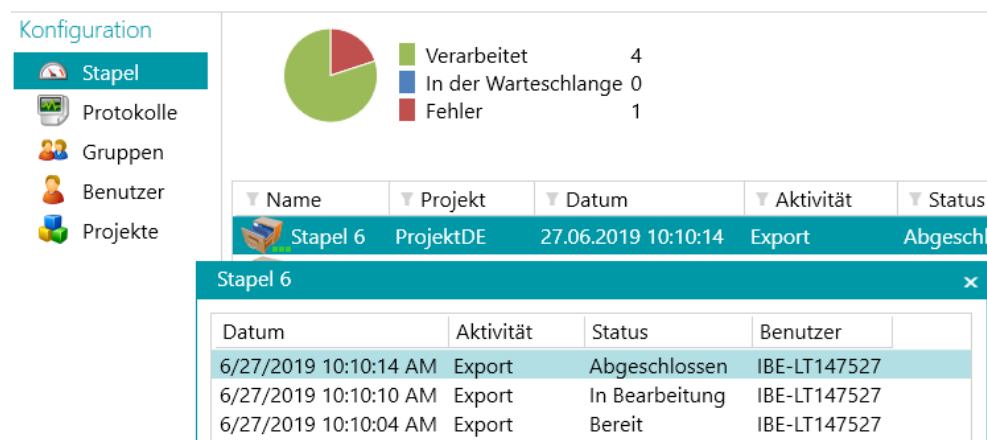 Konfiguration
Stapel
Protokolle
Gruppen
Benutzer
Projekte
Verarbeitet 4
In der Warteschlange 0
Fehler 1
Name Projekt Datum Aktivität Status
Stapel 6 ProjektDE 27.06.2019 10:10:14 Export Abgeschl
Stapel 6
Datum Aktivität Status Benutzer
6/27/2019 10:10:14 AM Export Abgeschlossen IBE-LT147527
6/27/2019 10:10:10 AM Export In Bearbeitung IBE-LT147527
6/27/2019 10:10:04 AM Export Bereit IBE-LT147527